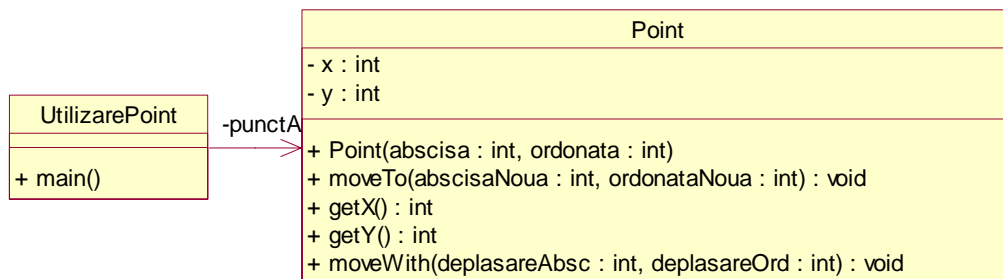 Point
- x : int
- y : int
UtilizarePoint
-punctA
+ main()
+ Point(abscisa : int, ordonata : int)
+ moveTo(abscisaNoua : int, ordonataNoua : int) : void
+ getX() : int
+ getY() : int
+ moveWith(deplasareAbsc : int, deplasareOrd : int) : void